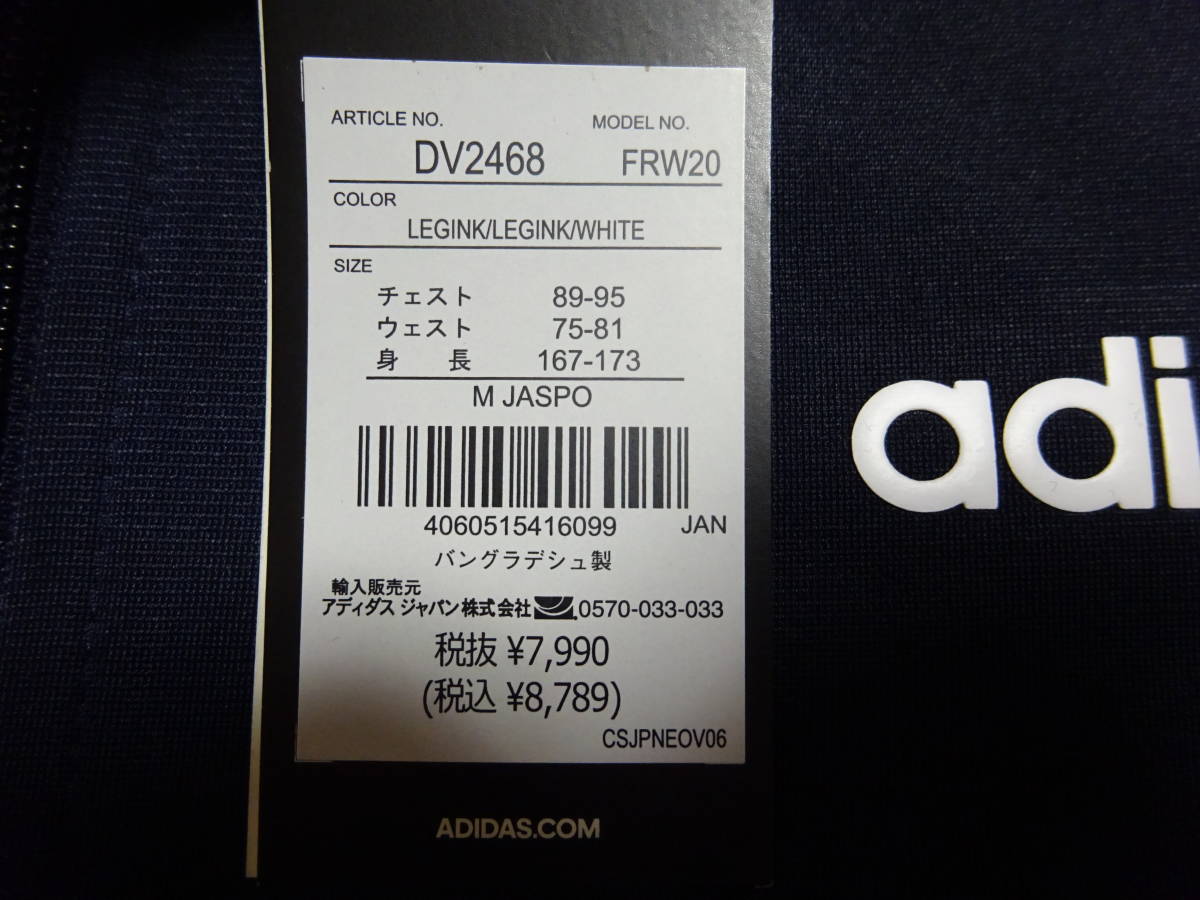 ARTICLE NO. MODEL NO.
DV2468 FRW20
COLOR
LEGINK/LEGINK/WHITE
SIZE
チェスト 89-95
ウェスト 75-81
身 長 167-173
M JASPO
4060515416099 JAN
バングラデシュ製
輸入販売元
アディダス ジャパン株式会社 0570-033-033
税抜 ¥7,990
(税込 ¥8,789)
CSJPNEOV06
ADIDAS.COM
adi